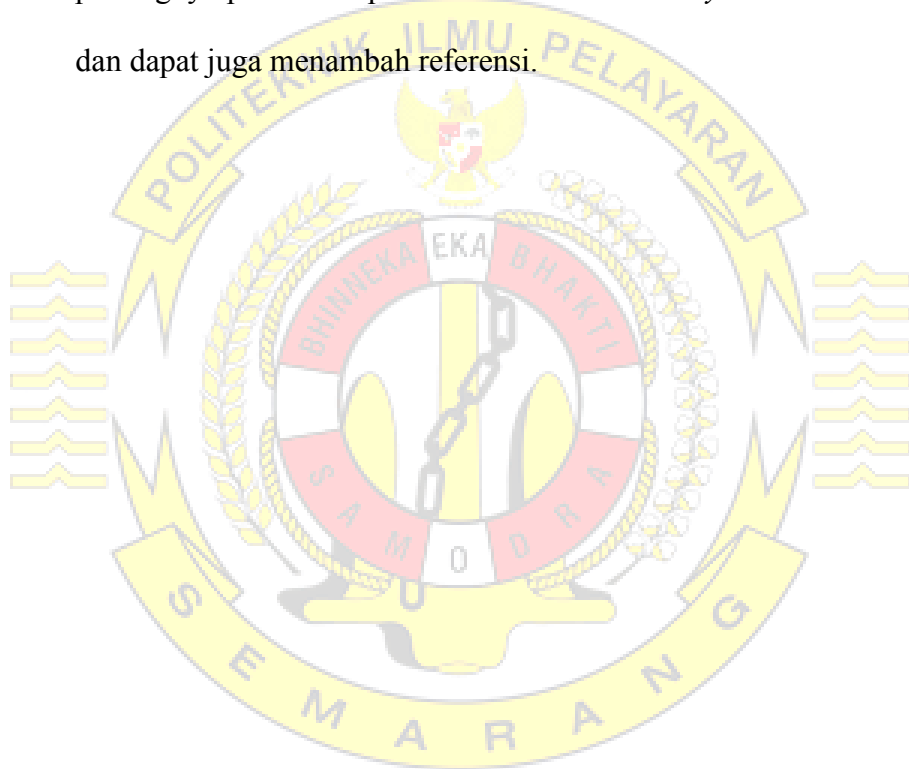 dan dapat juga menambah referensi.
POLITEKNIK ILMU PELAYARAN
BHINNEKA EKA BHAKTI
SAMODRA
SEMARANG